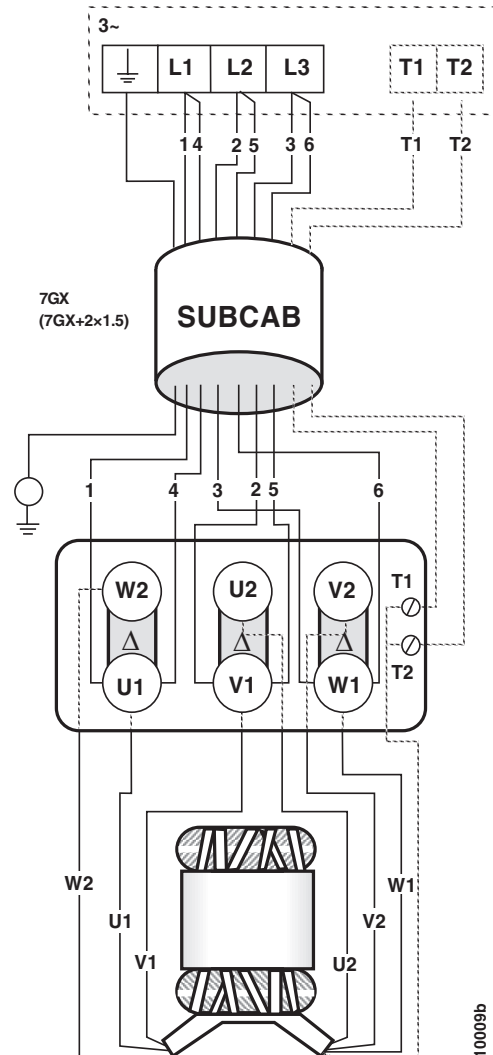 3~
L1 L2 L3 T1 T2
1 4 2 5 3 6 T1 T2
7GX
(7GX+2×1.5)
SUBCAB
1 4 3 2 5 6
W2 U2 V2 T1
Δ Δ Δ
T2
U1 V1 W1
W2 W1
U1 V2
V1 U2
10009b